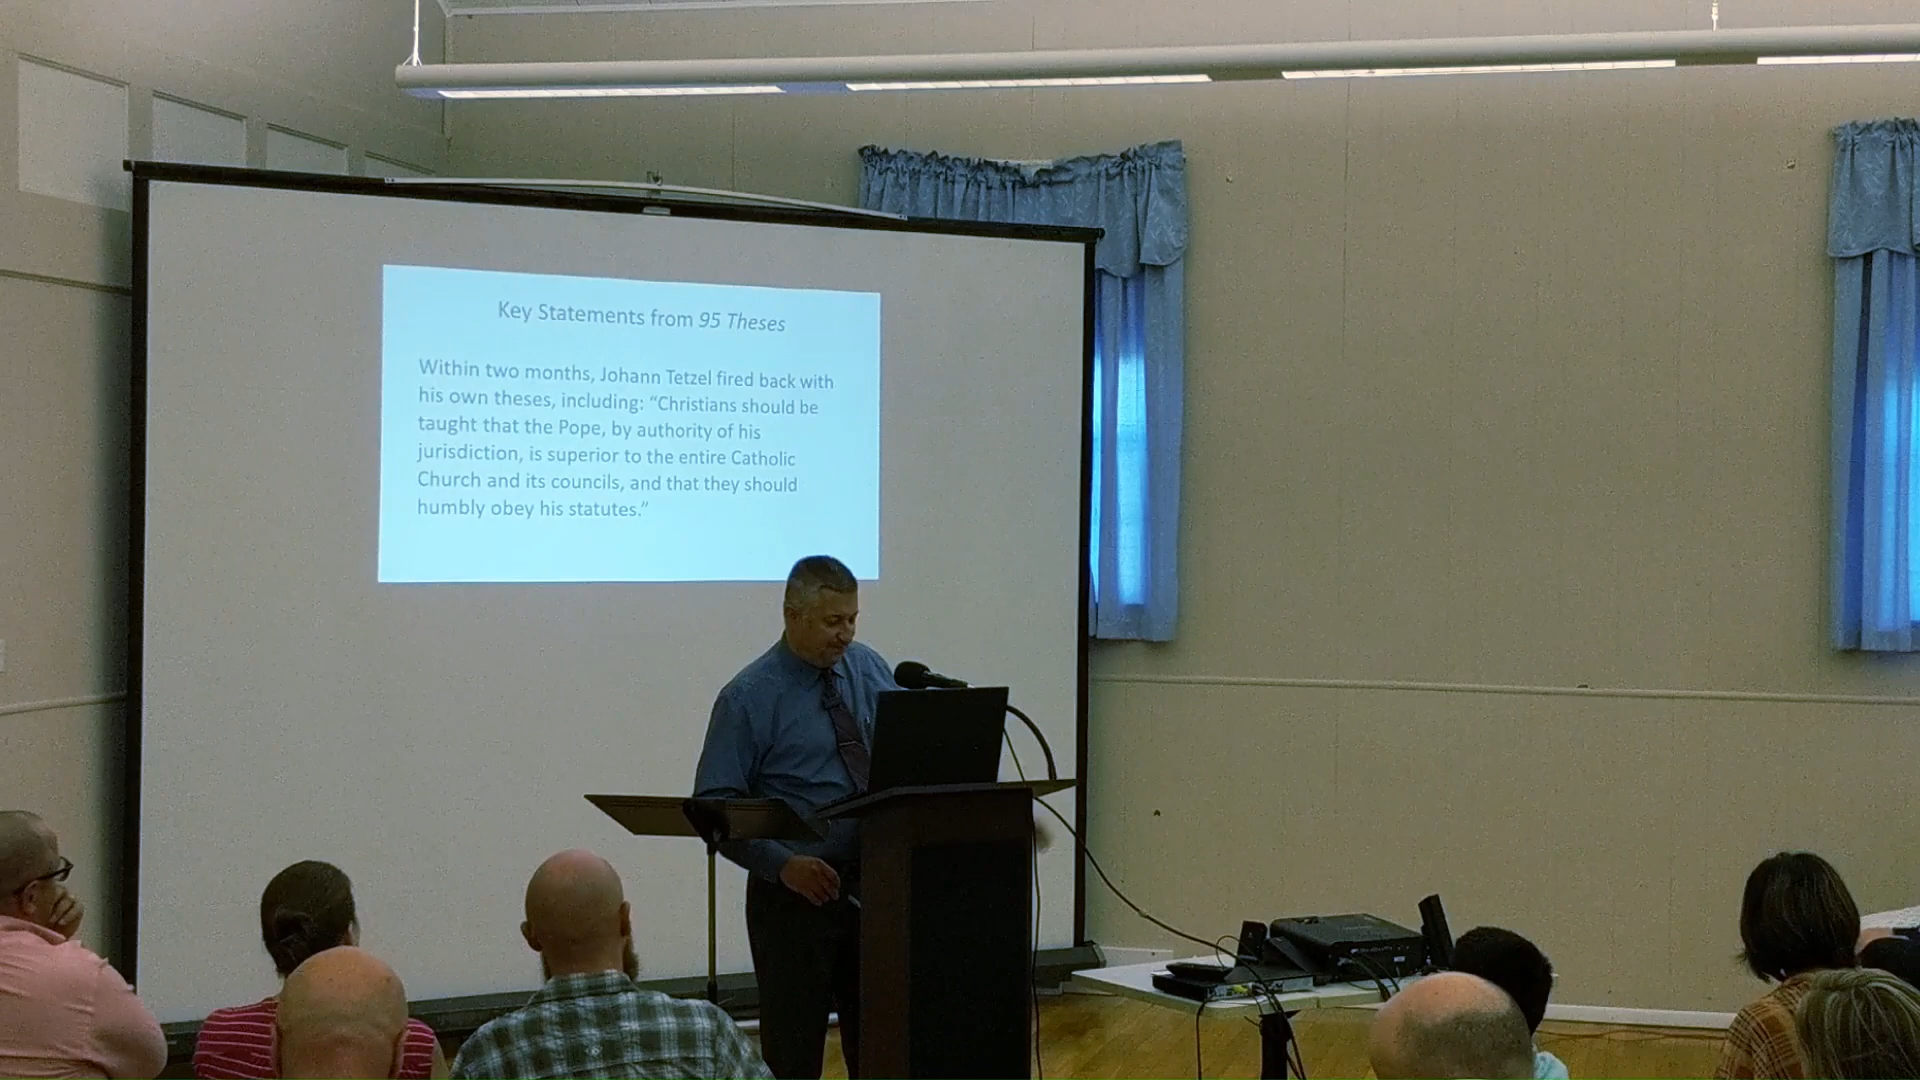 Key Statements from 95 Theses
Within two months, Johann Tetzel fired back with
his own theses, including: “Christians should be
taught that the Pope, by authority of his
jurisdiction, is superior to the entire Catholic
Church and its councils, and that they should
humbly obey his statutes.”